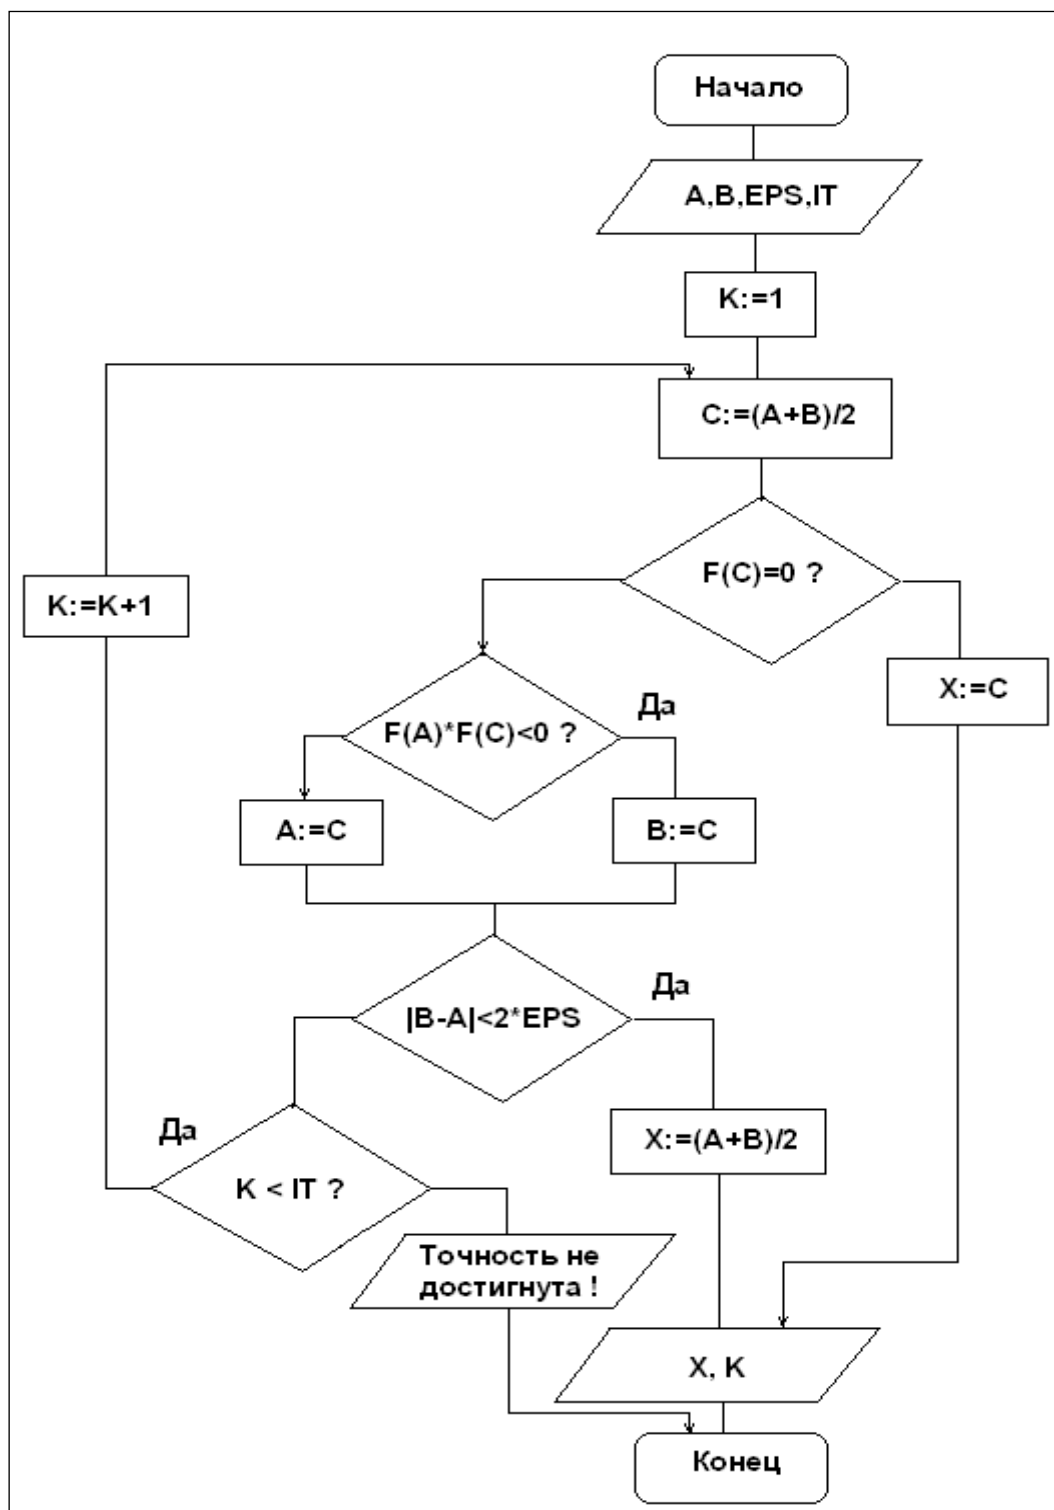 Начало
A,B,EPS,IT
K:=1
C:=(A+B)/2
F(C)=0 ?
K:=K+1
X:=C
Да
F(A)*F(C)<0 ?
A:=C
B:=C
Да
|B-A|<2*EPS
Да
X:=(A+B)/2
K < IT ?
Точность не
достигнута !
X, K
Конец